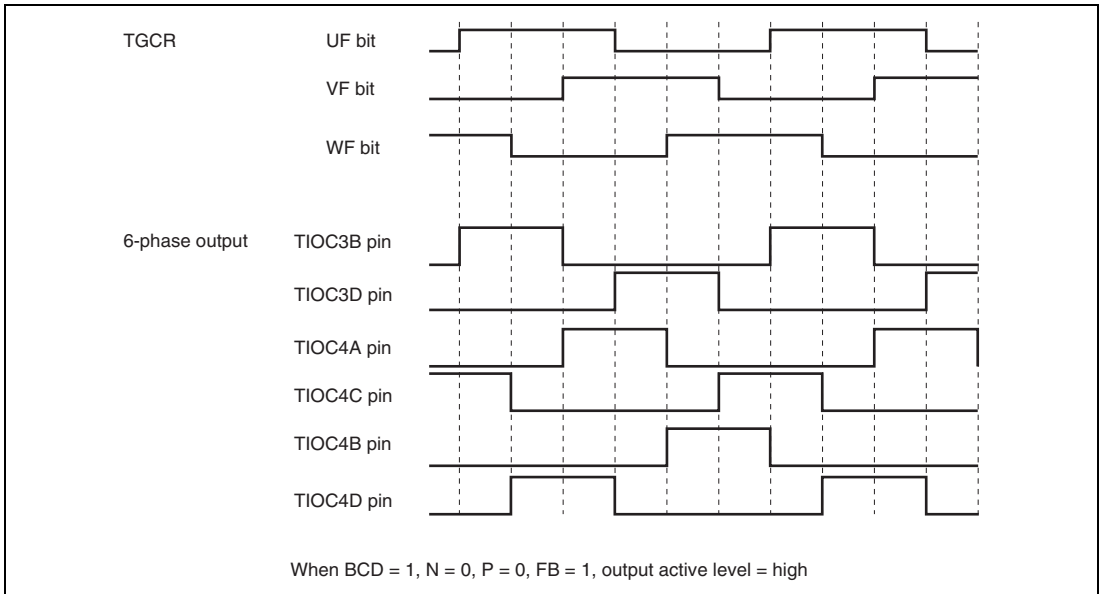 TGCR UF bit
VF bit
WF bit
6-phase output TIOC3B pin
TIOC3D pin
TIOC4A pin
TIOC4C pin
TIOC4B pin
TIOC4D pin
When BCD = 1, N = 0, P = 0, FB = 1, output active level = high